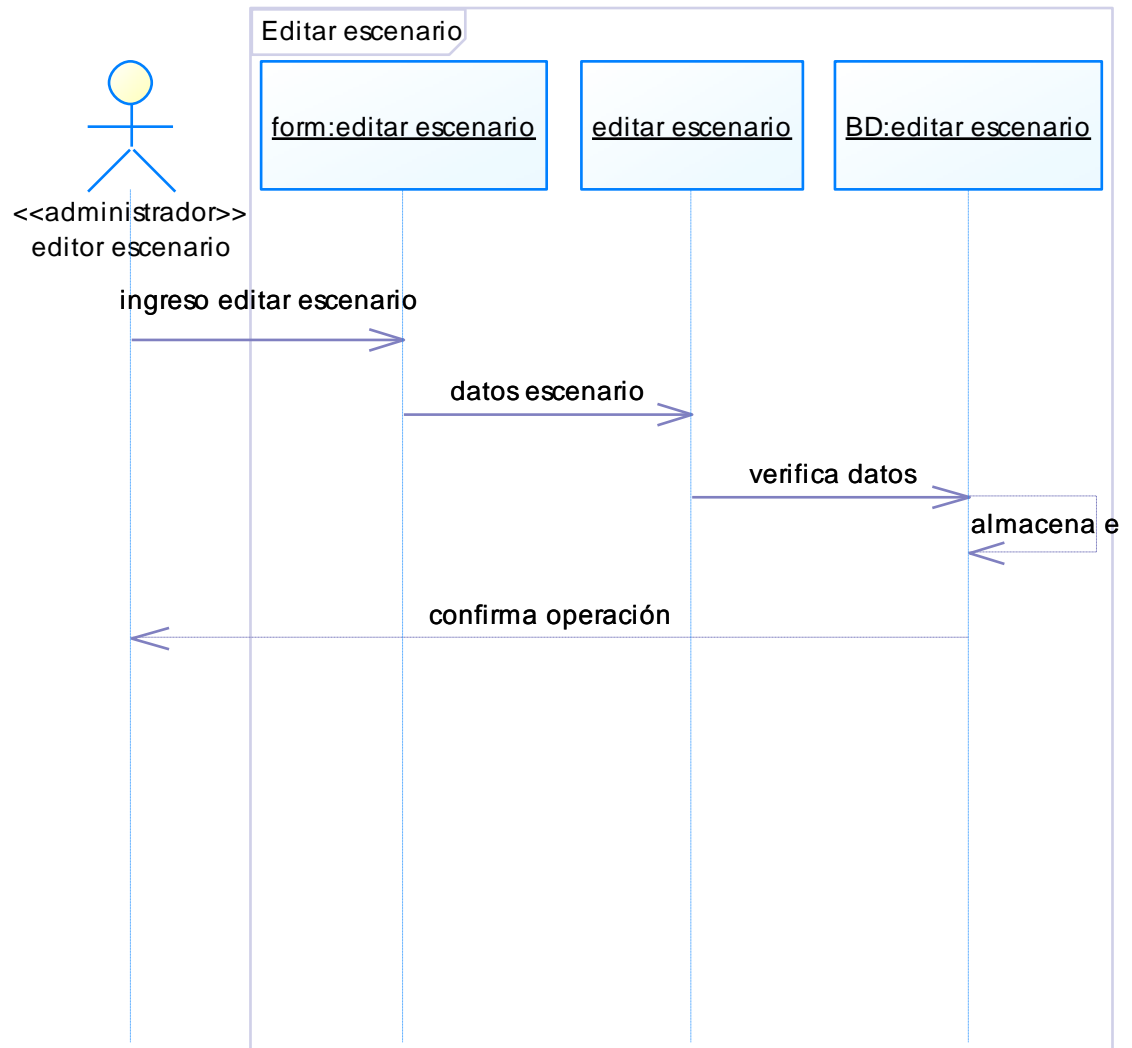 Editar escenario
form:editar escenario
editar escenario
BD:editar escenario
<<administrador>>
editor escenario
ingreso editar escenario
datos escenario
verifica datos
almacena e
confirma operación